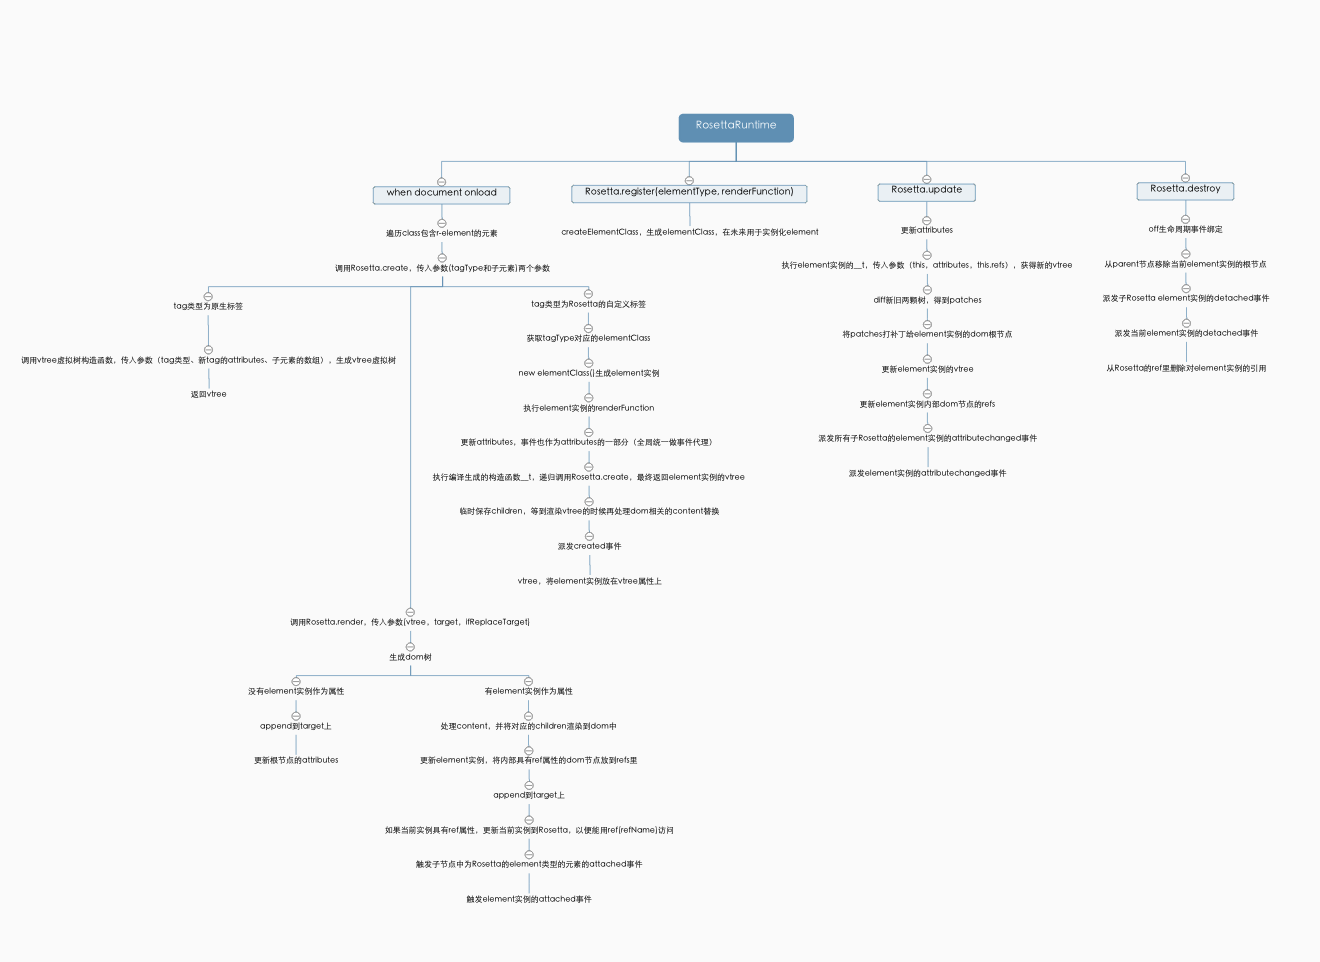 RosettaRuntime
when document onload
遍历class包含r-element的元素
调用Rosetta.create，传入参数(tagType和子元素)两个参数
tag类型为原生标签
调用vtree虚拟树构造函数，传入参数（tag类型、新tag的attributes、子元素的数组），生成vtree虚拟树
返回vtree
tag类型为Rosetta的自定义标签
获取tagType对应的elementClass
new elementClass()生成element实例
执行element实例的renderFunction
更新attributes，事件也作为attributes的一部分（全局统一做事件代理）
执行编译生成的构造函数__t，递归调用Rosetta.create，最终返回element实例的vtree
临时保存children，等到渲染vtree的时候再处理dom相关的content替换
派发created事件
vtree，将element实例放在vtree属性上
调用Rosetta.render，传入参数(vtree，target，ifReplaceTarget)
生成dom树
没有element实例作为属性
append到target上
更新根节点的attributes
有element实例作为属性
处理content，并将对应的children渲染到dom中
更新element实例，将内部具有ref属性的dom节点放到refs里
append到target上
如果当前实例具有ref属性，更新当前实例到Rosetta，以便能用ref(refName)访问
触发子节点中为Rosetta的element类型的元素的attached事件
触发element实例的attached事件
Rosetta.register(elementType, renderFunction)
createElementClass，生成elementClass，在未来用于实例化element
Rosetta.update
更新attributes
执行element实例的__t，传入参数（this，attributes，this.refs），获得新的vtree
diff新旧两颗树，得到patches
将patches打补丁给element实例的dom根节点
更新element实例的vtree
更新element实例内部dom节点的refs
派发所有子Rosetta的element实例的attributechanged事件
派发element实例的attributechanged事件
Rosetta.destroy
off生命周期事件绑定
从parent节点移除当前element实例的根节点
派发子Rosetta element实例的detached事件
派发当前element实例的detached事件
从Rosetta的ref里删除对element实例的引用